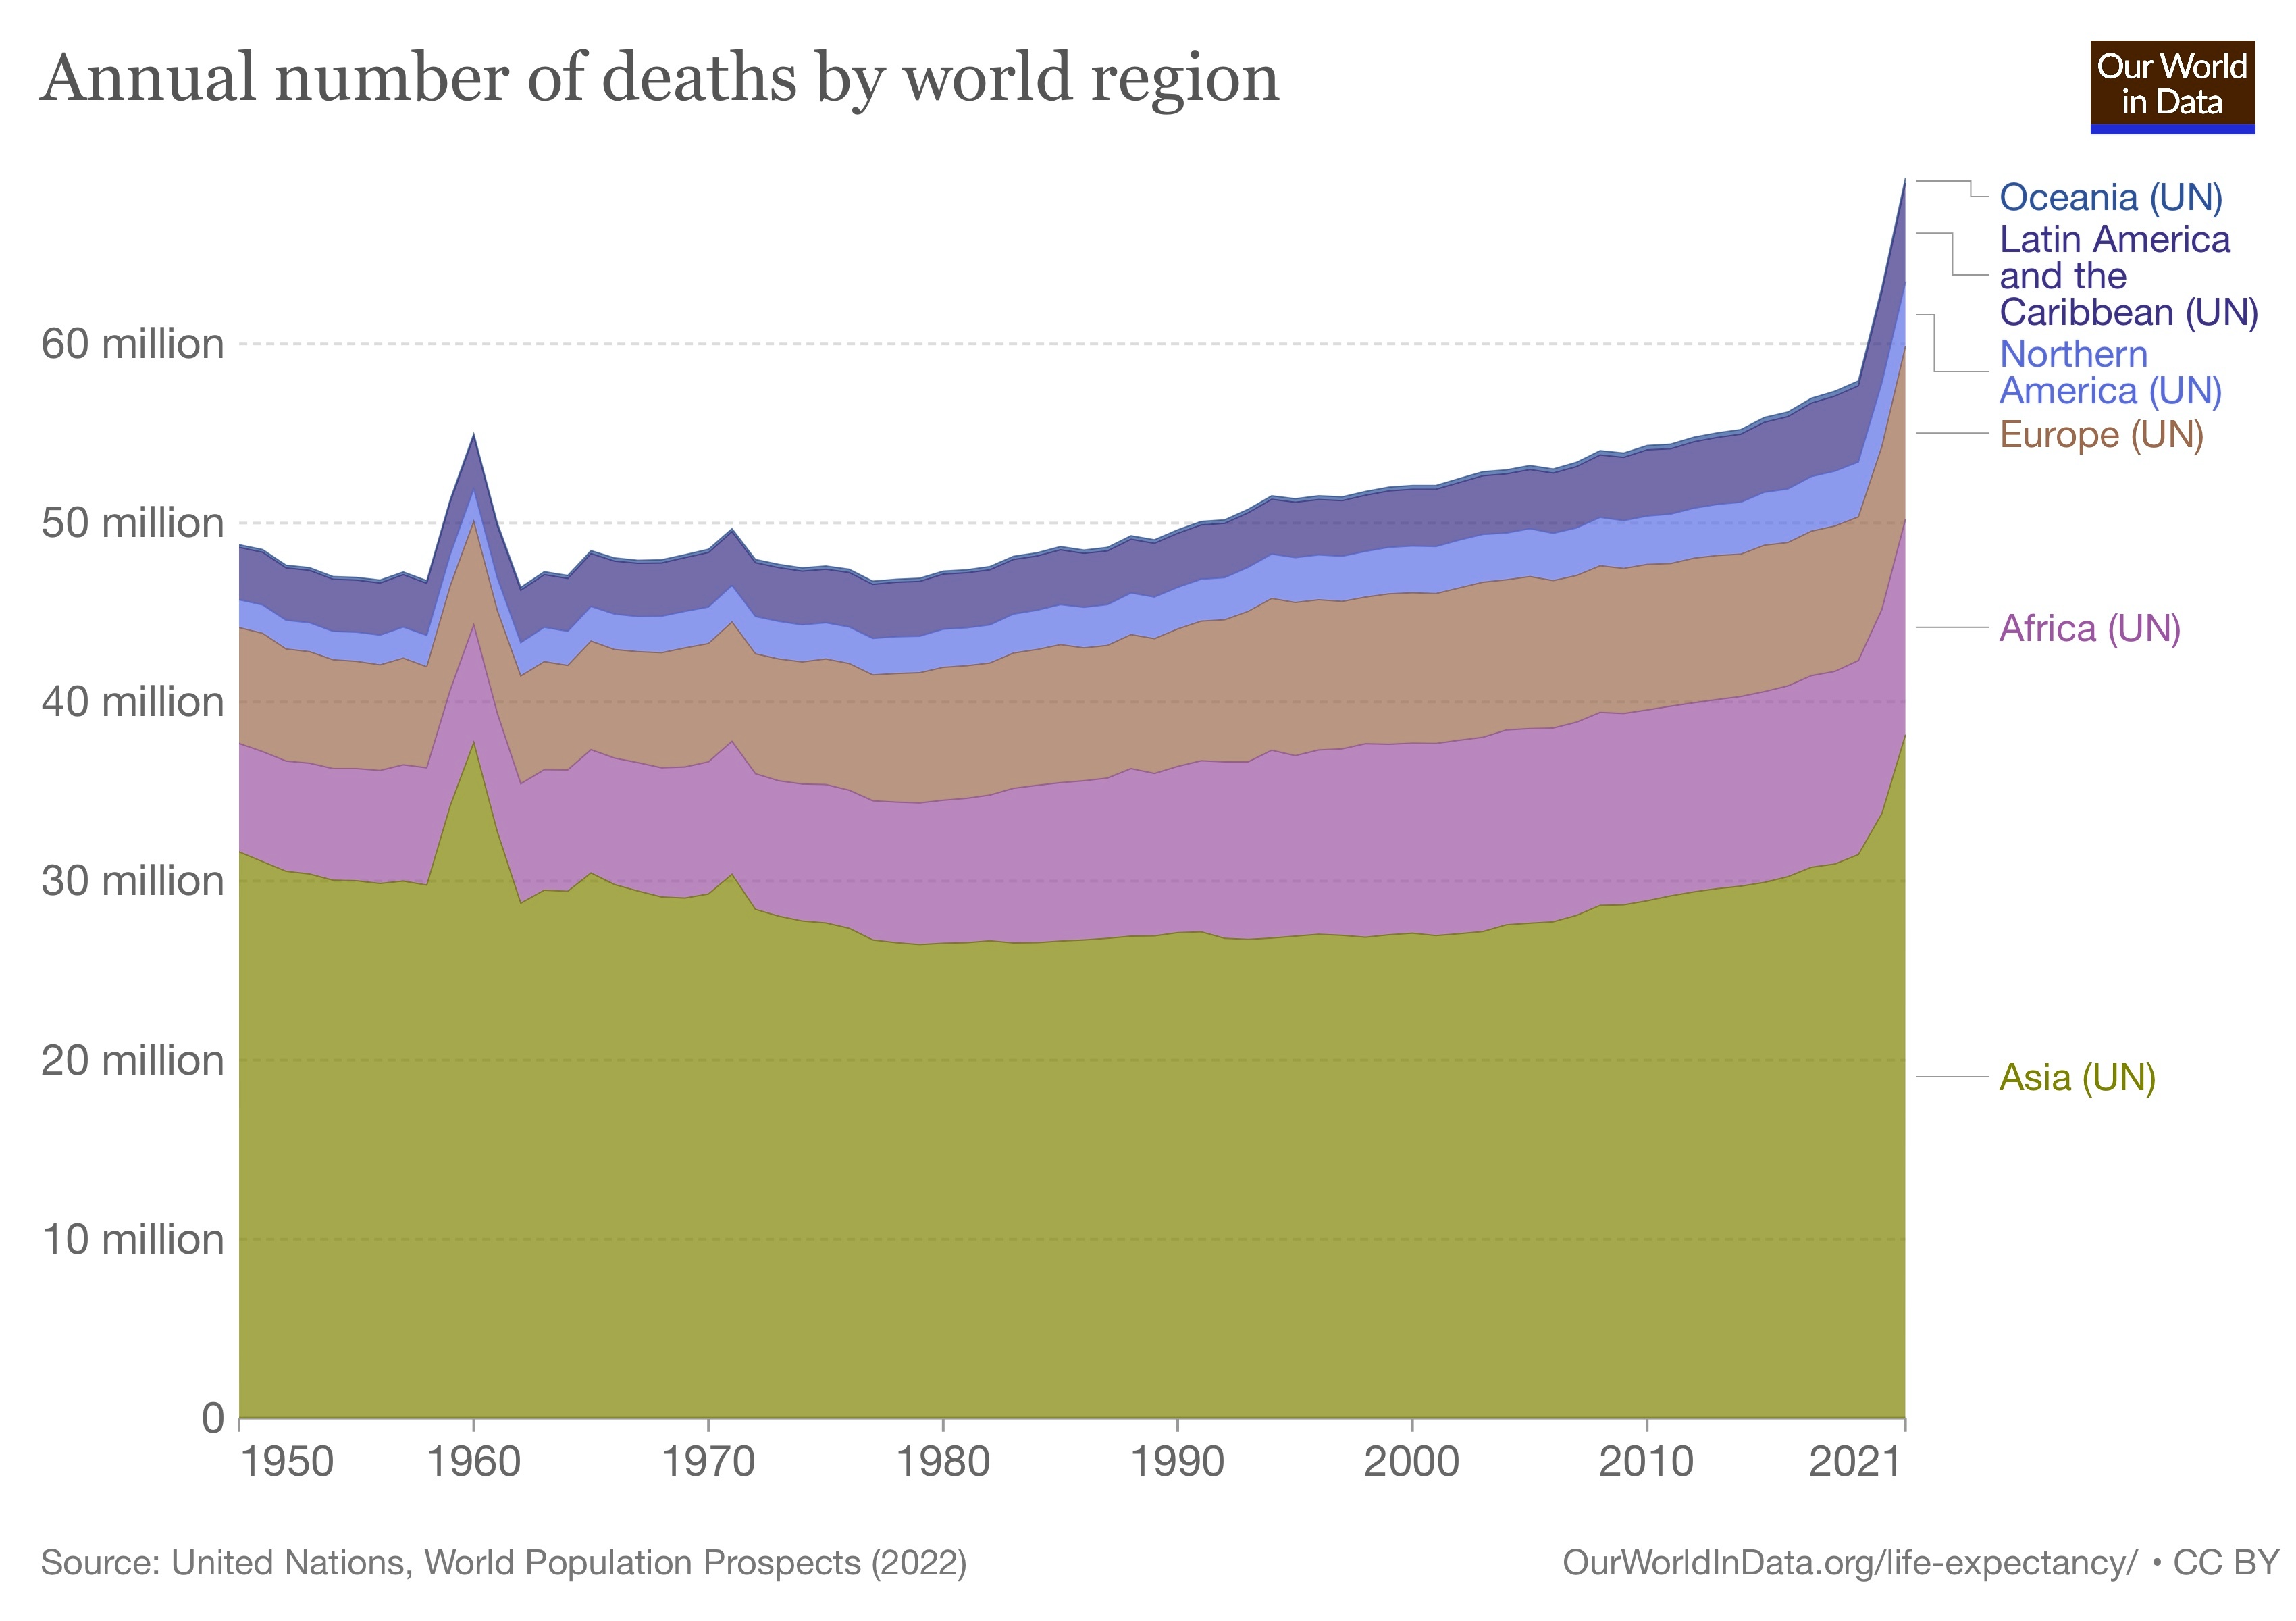 Annual number of deaths by world region
Our World
in Data
Oceania (UN)
Latin America
and the
Caribbean (UN)
Northern
America (UN)
Europe (UN)
Africa (UN)
Asia (UN)
60 million
50 million
40 million
30 million
20 million
10 million
0
1950 1960 1970 1980 1990 2000 2010 2021
Source: United Nations, World Population Prospects (2022)
OurWorldInData.org/life-expectancy/ • CC BY